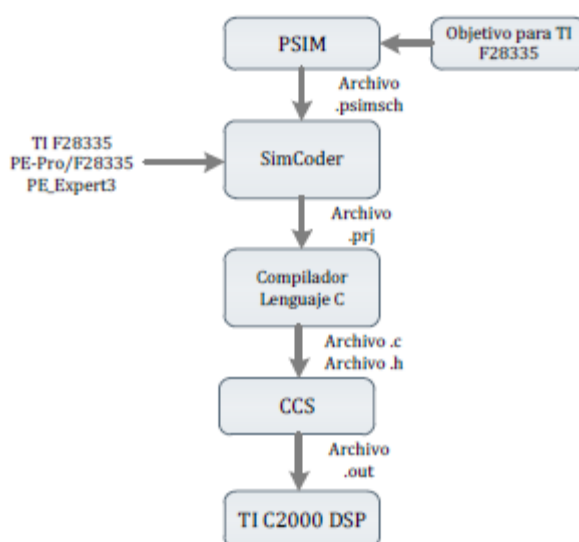 PSIM
Objetivo para TI
F28335
Archivo
.psimsch
TI F28335
PE-Pro/F28335
PE_Expert3
SimCoder
Archivo
.prj
Compilador
Lenguaje C
Archivo .c
Archivo .h
CCS
Archivo
.out
TI C2000 DSP